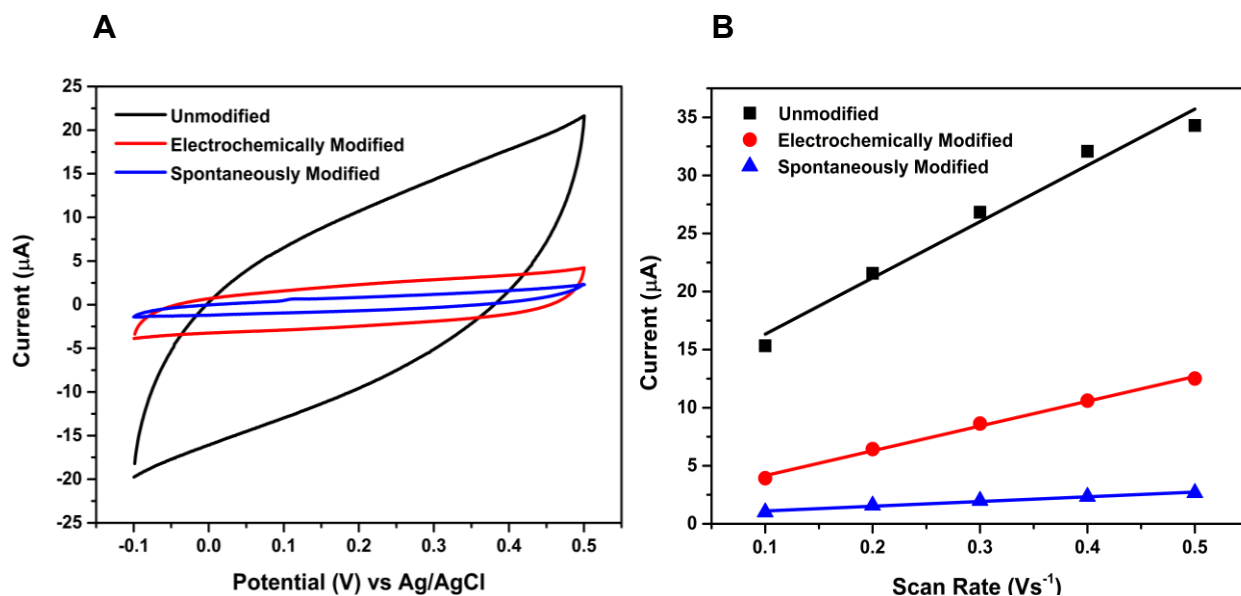 A
25
20
15
10
5
0
-5
-10
-15
-20
-25
Current (μA)
Unmodified
Electrochemically Modified
Spontaneously Modified
-0.1 0.0 0.1 0.2 0.3 0.4 0.5
Potential (V) vs Ag/AgCl
B
35
30
25
20
15
10
5
0
Current (μA)
Unmodified
Electrochemically Modified
Spontaneously Modified
0.1 0.2 0.3 0.4 0.5
Scan Rate (Vs⁻¹)